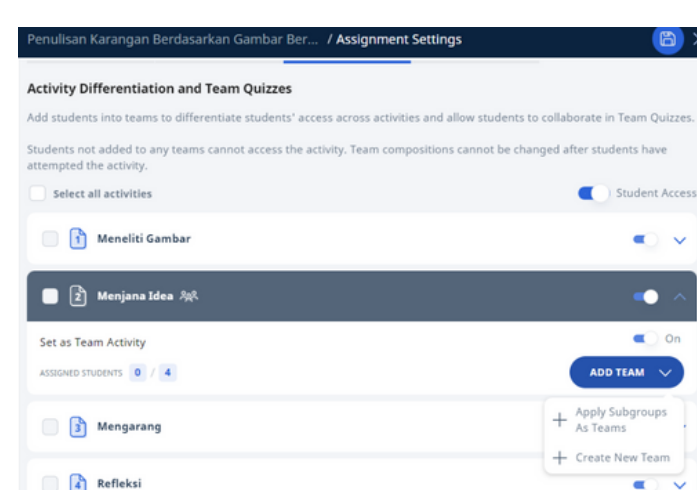 Penulisan Karangan Berdasarkan Gambar Ber... / Assignment Settings
Activity Differentiation and Team Quizzes
Add students into teams to differentiate students' access across activities and allow students to collaborate in Team Quizzes.
Students not added to any teams cannot access the activity. Team compositions cannot be changed after students have
attempted the activity.
Select all activities Student Access
1 Meneliti Gambar
2 Menjana Idea
Set as Team Activity On
ASSIGNED STUDENTS 0 / 4 ADD TEAM
3 Mengarang
Apply Subgroups
As Teams
Create New Team
4 Refleksi